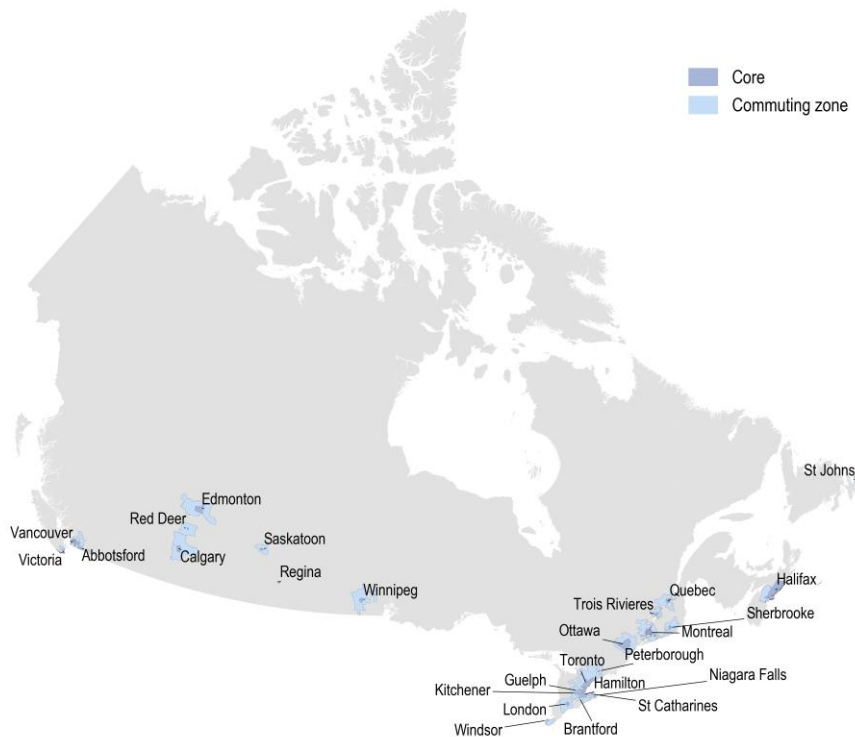 Core
Commuting zone
St Johns
Edmonton
Red Deer
Vancouver
Saskatoon
Victoria
Abbotsford
Calgary
Regina
Winnipeg
Quebec
Halifax
Trois Rivieres
Sherbrooke
Ottawa
Montreal
Peterborough
Toronto
Niagara Falls
Guelph
Hamilton
Kitchener
St Catharines
London
Windsor
Brantford